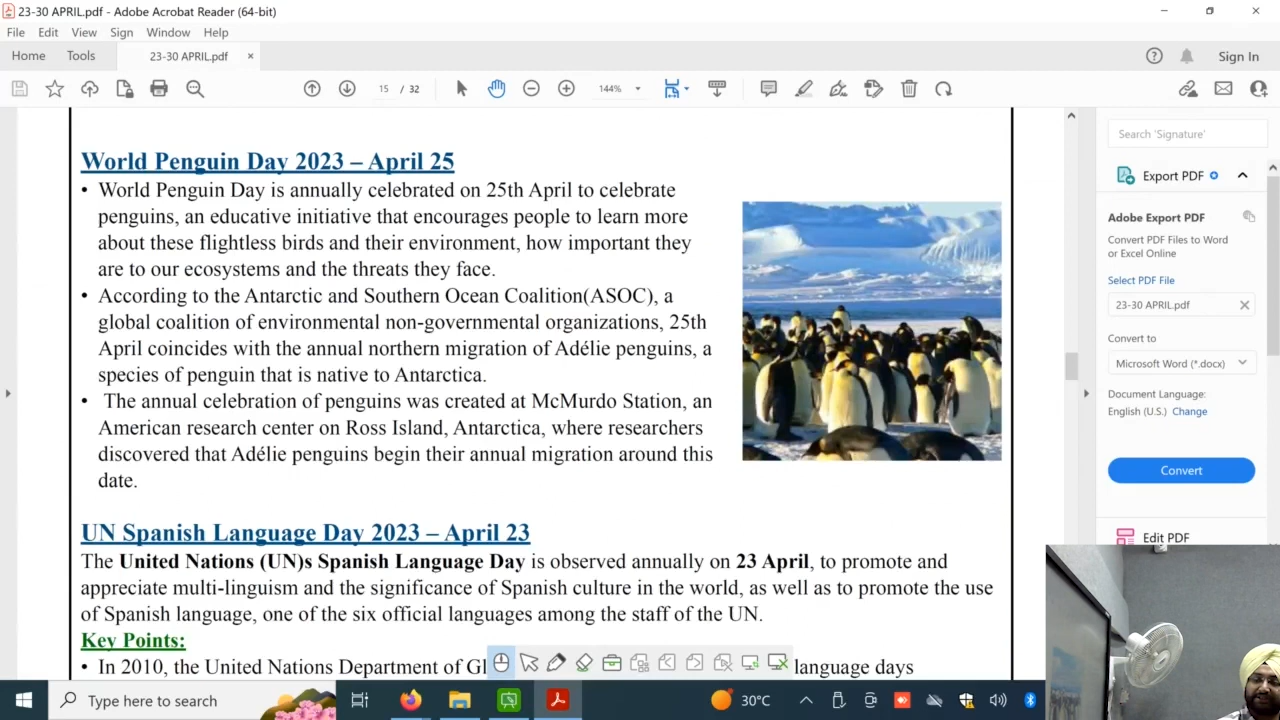 23-30 APRIL.pdf - Adobe Acrobat Reader (64-bit)
File Edit View Sign Window Help
Home Tools 23-30 APRIL.pdf × Sign In
15 / 32 144%
World Penguin Day 2023 – April 25
• World Penguin Day is annually celebrated on 25th April to celebrate
penguins, an educative initiative that encourages people to learn more
about these flightless birds and their environment, how important they
are to our ecosystems and the threats they face.
• According to the Antarctic and Southern Ocean Coalition(ASOC), a
global coalition of environmental non-governmental organizations, 25th
April coincides with the annual northern migration of Adélie penguins, a
species of penguin that is native to Antarctica.
• The annual celebration of penguins was created at McMurdo Station, an
American research center on Ross Island, Antarctica, where researchers
discovered that Adélie penguins begin their annual migration around this
date.
UN Spanish Language Day 2023 – April 23
The United Nations (UN)s Spanish Language Day is observed annually on 23 April, to promote and
appreciate multi-linguism and the significance of Spanish culture in the world, as well as to promote the use
of Spanish language, one of the six official languages among the staff of the UN.
Key Points:
• In 2010, the United Nations Department of Gl
language days
Search 'Signature'
Export PDF
Adobe Export PDF
Convert PDF Files to Word
or Excel Online
Select PDF File
23-30 APRIL.pdf
Convert to
Microsoft Word (*.docx)
Document Language:
English (U.S.) Change
Convert
Edit PDF
Type here to search
30°C